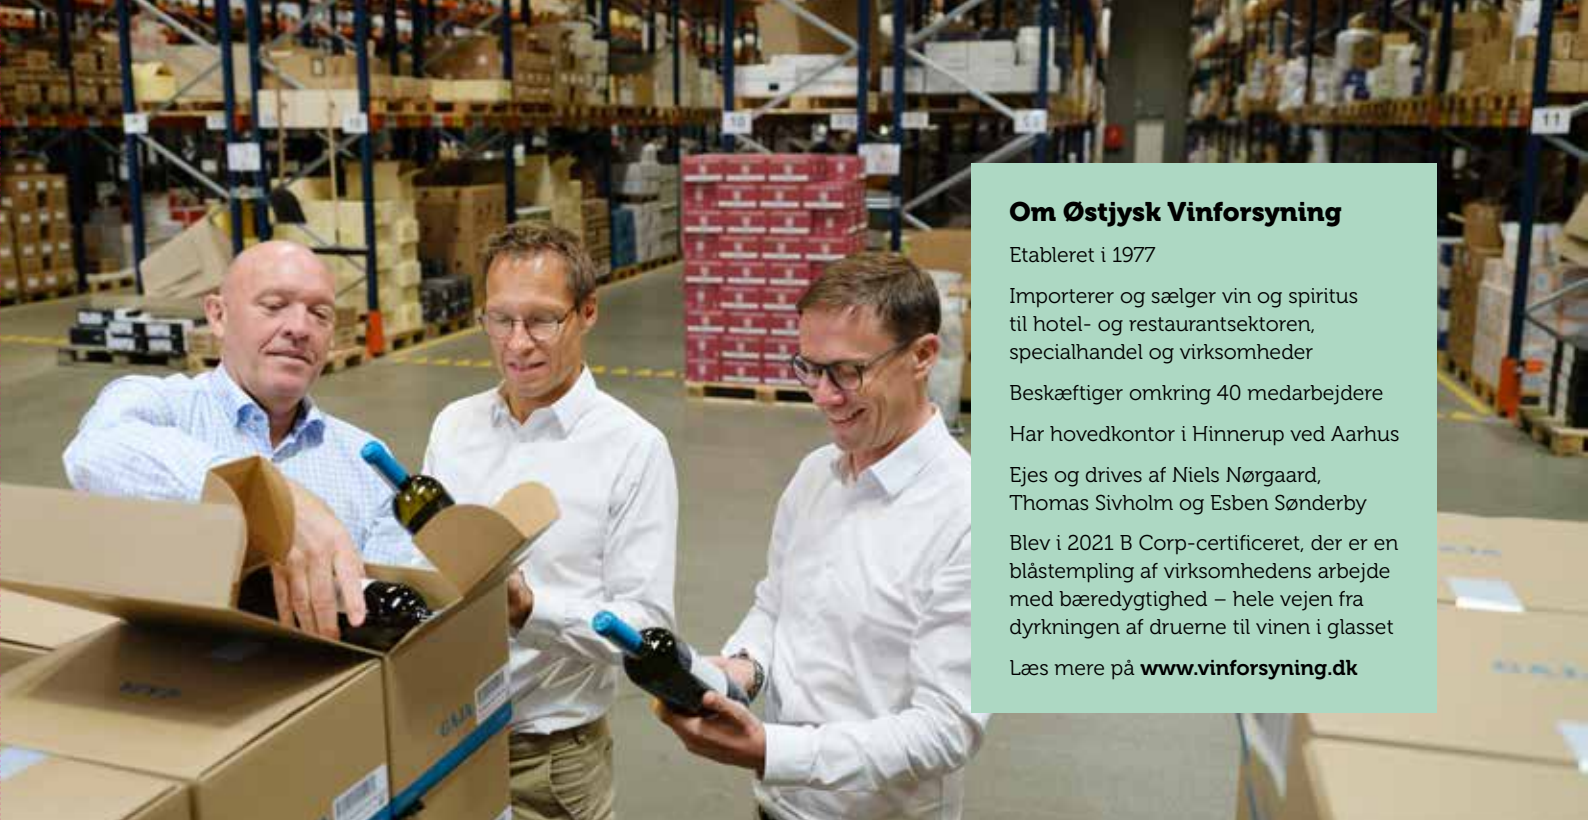 10
11
Om Østjysk Vinforsyning
Etableret i 1977
Importerer og sælger vin og spiritus
til hotel- og restaurantsektoren,
specialhandel og virksomheder
Beskæftiger omkring 40 medarbejdere
Har hovedkontor i Hinnerup ved Aarhus
Ejes og drives af Niels Nørgaard,
Thomas Sivholm og Esben Sønderby
Blev i 2021 B Corp-certificeret, der er en
blåstempling af virksomhedens arbejde
med bæredygtighed – hele vejen fra
dyrkningen af druerne til vinen i glasset
Læs mere på www.vinforsyning.dk
GAJA